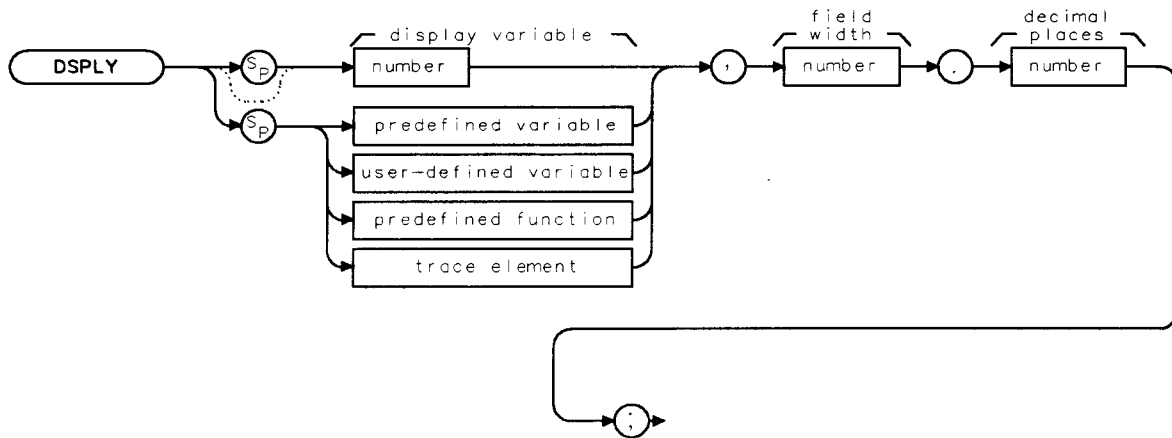 display variable
field width
decimal places
DSPLY
SP
number
,
number
.
number
SP
predefined variable
user-defined variable
predefined function
trace element
;